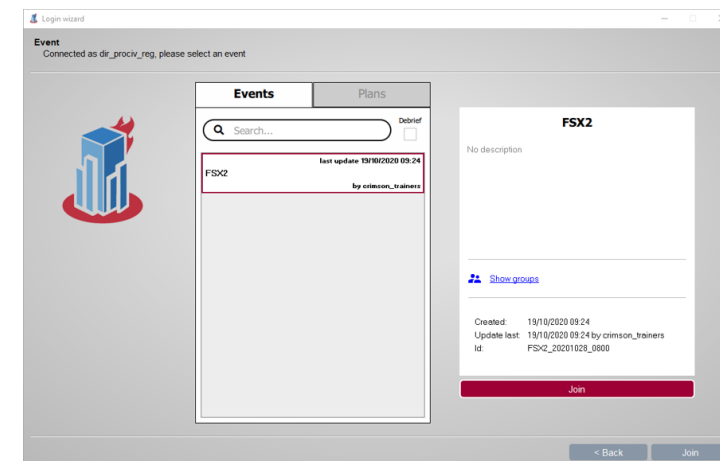 Login wizard
Event
Connected as dir_prociv_reg, please select an event
Events
Plans
Search...
Debrief
last update 19/10/2020 09:24
FSX2
by crimson_trainers
FSX2
No description
Show groups
Created: 19/10/2020 09:24
Update last: 19/10/2020 09:24 by crimson_trainers
Id: FSX2_20201028_0800
Join
< Back
Join